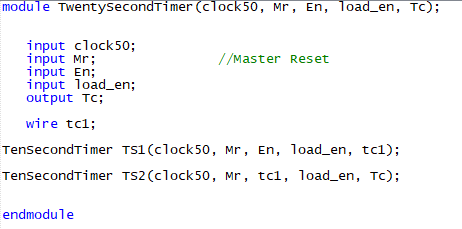 module TwentySecondTimer(clock50, Mr, En, load_en, Tc);
input clock50;
input Mr; //Master Reset
input En;
input load_en;
output Tc;
wire tc1;
TenSecondTimer TS1(clock50, Mr, En, load_en, tc1);
TenSecondTimer TS2(clock50, Mr, tc1, load_en, Tc);
endmodule